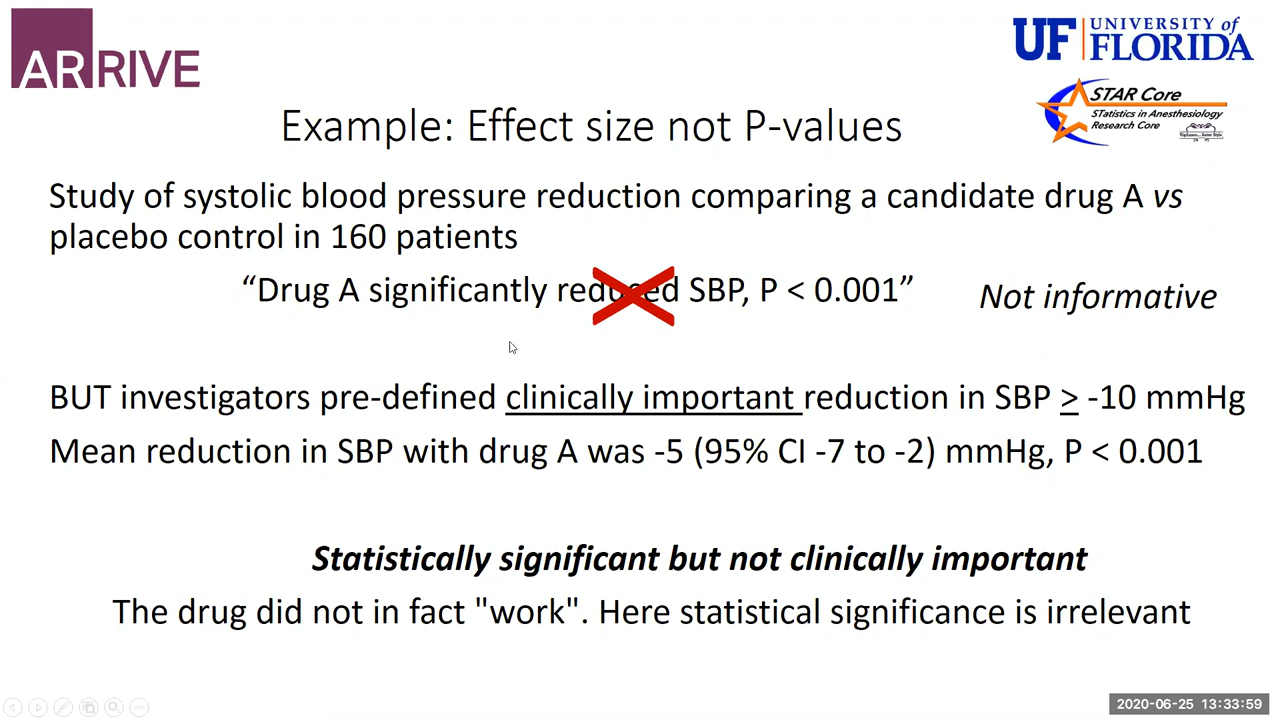 ARRIVE
UF UNIVERSITY of FLORIDA
STAR Core
STatistics in Anesthesiology
Research Core
Example: Effect size not P-values
Study of systolic blood pressure reduction comparing a candidate drug A vs
placebo control in 160 patients
“Drug A significantly reduced SBP, P < 0.001”
Not informative
BUT investigators pre-defined clinically important reduction in SBP ≥ -10 mmHg
Mean reduction in SBP with drug A was -5 (95% CI -7 to -2) mmHg, P < 0.001
Statistically significant but not clinically important
The drug did not in fact "work". Here statistical significance is irrelevant
2020-06-25 13:33:59